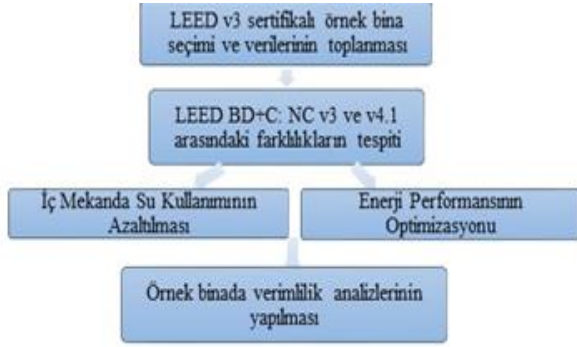 LEED v3 sertifikalı örnek bina
seçimi ve verilerinin toplanması
LEED BD+C: NC v3 ve v4.1
arasındaki farklılıkların tespiti
İç Mekanda Su Kullanımının
Azaltılması
Enerji Performansının
Optimizasyonu
Örnek binada verimlilik analizlerinin
yapılması